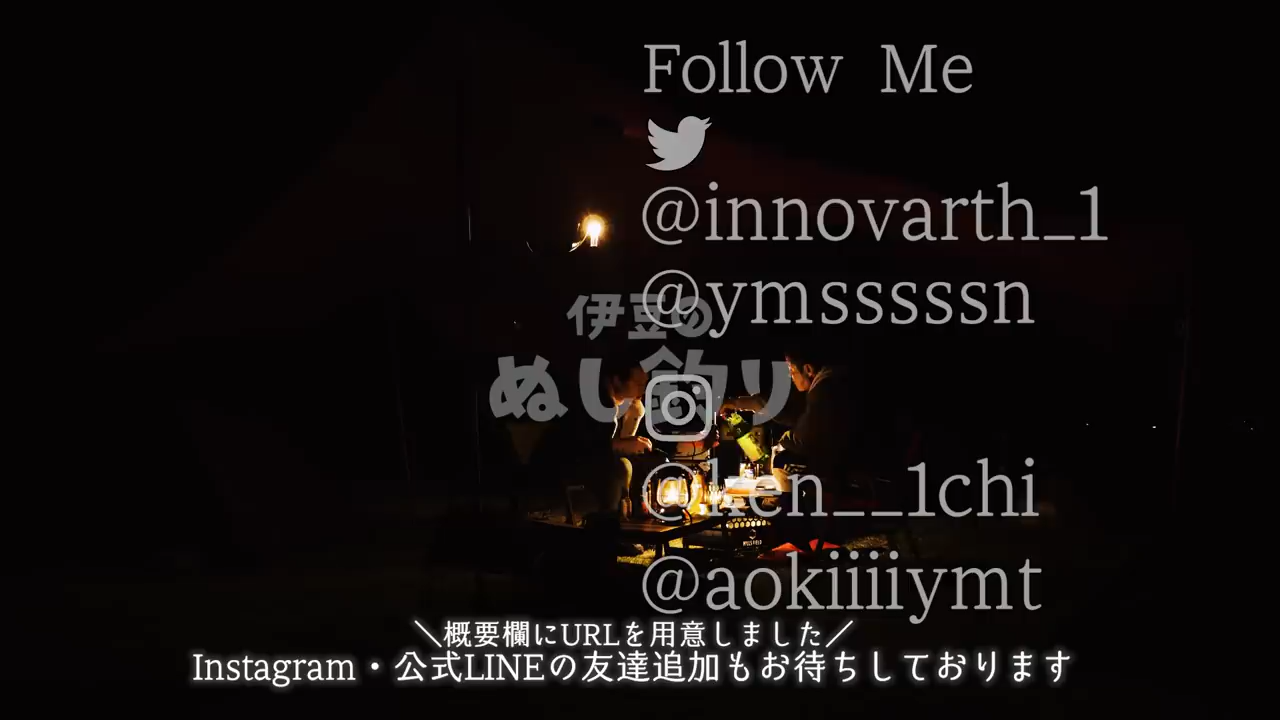 Follow Me
@innovarth_1
@ymsssssn
伊豆の
ぬし釣り
@ken__1chi
@aokiiiiymt
＼概要欄にURLを用意しました／
Instagram・公式LINEの友達追加もお待ちしております